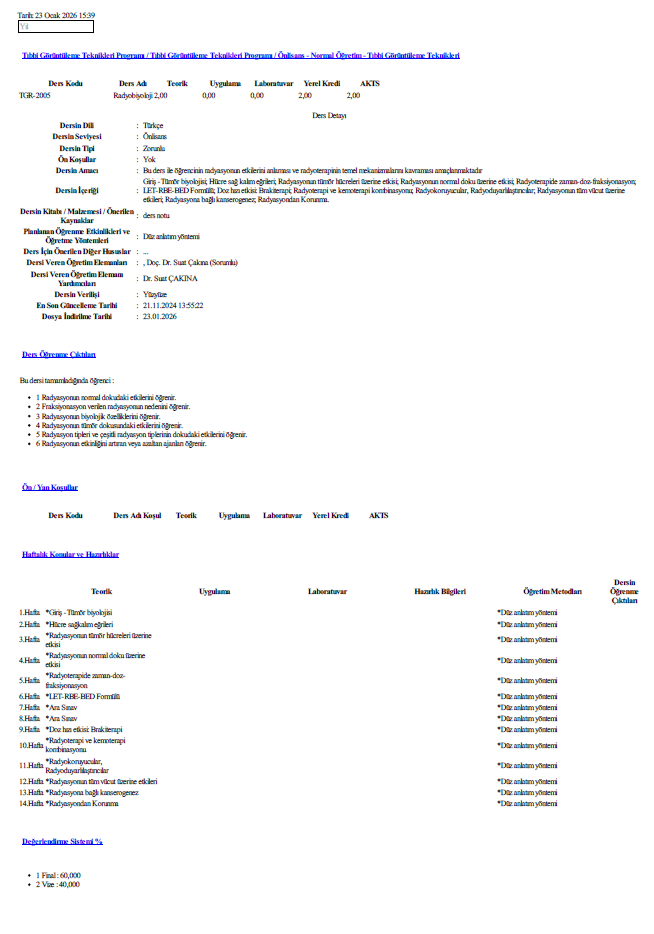 Tarih: 23 Ocak 2026 15:39
Yıl
Tıbbi Görüntüleme Teknikleri Programı / Tıbbi Görüntüleme Teknikleri Programı / Önlisans - Normal Öğretim - Tıbbi Görüntüleme Teknikleri
Ders Kodu Ders Adı Teorik Uygulama Laboratuvar Yerel Kredi AKTS
TGR-2005 Radyobiyoloji 2,00 0,00 0,00 2,00 2,00
Ders Detayı
Dersin Dili : Türkçe
Dersin Seviyesi : Önlisans
Dersin Tipi : Zorunlu
Ön Koşullar : Yok
Dersin Amacı : Bu ders ile öğrencinin radyasyonun etkilerini anlaması ve radyoterapinin temel mekanizmalarını kavraması amaçlanmaktadır
Dersin İçeriği : Giriş - Tümör biyolojisi; Hücre sağ kalım eğrileri; Radyasyonun tümör hücreleri üzerine etkisi; Radyasyonun normal doku üzerine etkisi; Radyoterapide zaman-doz-fraksiyonasyon;
LET-RBE-BED Formülü; Doz hızı etkisi: Brakiterapi; Radyoterapi ve kemoterapi kombinasyonu; Radyokoruyucular, Radyoduyarlılaştırıcılar; Radyasyonun tüm vücut üzerine
etkileri; Radyasyona bağlı kanserogenez; Radyasyondan Korunma.
Dersin Kitabı / Malzemesi / Önerilen
Kaynaklar : ders notu
Planlanan Öğrenme Etkinlikleri ve
Öğretme Yöntemleri : Düz anlatım yöntemi
Ders İçin Önerilen Diğer Hususlar : ...
Dersi Veren Öğretim Elemanları : , Doç. Dr. Suat Çakına (Sorumlu)
Dersi Veren Öğretim Elemanı
Yardımcıları : Dr. Suat ÇAKINA
Dersin Verilişi : Yüzyüze
En Son Güncelleme Tarihi : 21.11.2024 13:55:22
Dosya İndirilme Tarihi : 23.01.2026
Ders Öğrenme Çıktıları
Bu dersi tamamladığında öğrenci :
• 1 Radyasyonun normal dokudaki etkilerini öğrenir.
• 2 Fraksiyonasyon verilen radyasyonun nedenini öğrenir.
• 3 Radyasyonun biyolojik özelliklerini öğrenir.
• 4 Radyasyonun tümör dokusundaki etkilerini öğrenir.
• 5 Radyasyon tipleri ve çeşitli radyasyon tiplerinin dokudaki etkilerini öğrenir.
• 6 Radyasyonun etkinliğini artıran veya azaltan ajanları öğrenir.
Ön / Yan Koşullar
Ders Kodu Ders Adı Koşul Teorik Uygulama Laboratuvar Yerel Kredi AKTS
Haftalık Konular ve Hazırlıklar
Teorik Uygulama Laboratuvar Hazırlık Bilgileri Öğretim Metodları Dersin
Öğrenme
Çıktıları
1.Hafta *Giriş - Tümör biyolojisi *Düz anlatım yöntemi
2.Hafta *Hücre sağkalım eğrileri *Düz anlatım yöntemi
3.Hafta *Radyasyonun tümör hücreleri üzerine
etkisi *Düz anlatım yöntemi
4.Hafta *Radyasyonun normal doku üzerine
etkisi *Düz anlatım yöntemi
5.Hafta *Radyoterapide zaman-doz-
fraksiyonasyon *Düz anlatım yöntemi
6.Hafta *LET-RBE-BED Formülü *Düz anlatım yöntemi
7.Hafta *Ara Sınav *Düz anlatım yöntemi
8.Hafta *Ara Sınav *Düz anlatım yöntemi
9.Hafta *Doz hızı etkisi: Brakiterapi *Düz anlatım yöntemi
10.Hafta *Radyoterapi ve kemoterapi
kombinasyonu *Düz anlatım yöntemi
11.Hafta *Radyokoruyucular,
Radyoduyarlılaştırıcılar *Düz anlatım yöntemi
12.Hafta *Radyasyonun tüm vücut üzerine etkileri *Düz anlatım yöntemi
13.Hafta *Radyasyona bağlı kanserogenez *Düz anlatım yöntemi
14.Hafta *Radyasyondan Korunma *Düz anlatım yöntemi
Değerlendirme Sistemi %
• 1 Final : 60,000
• 2 Vize : 40,000